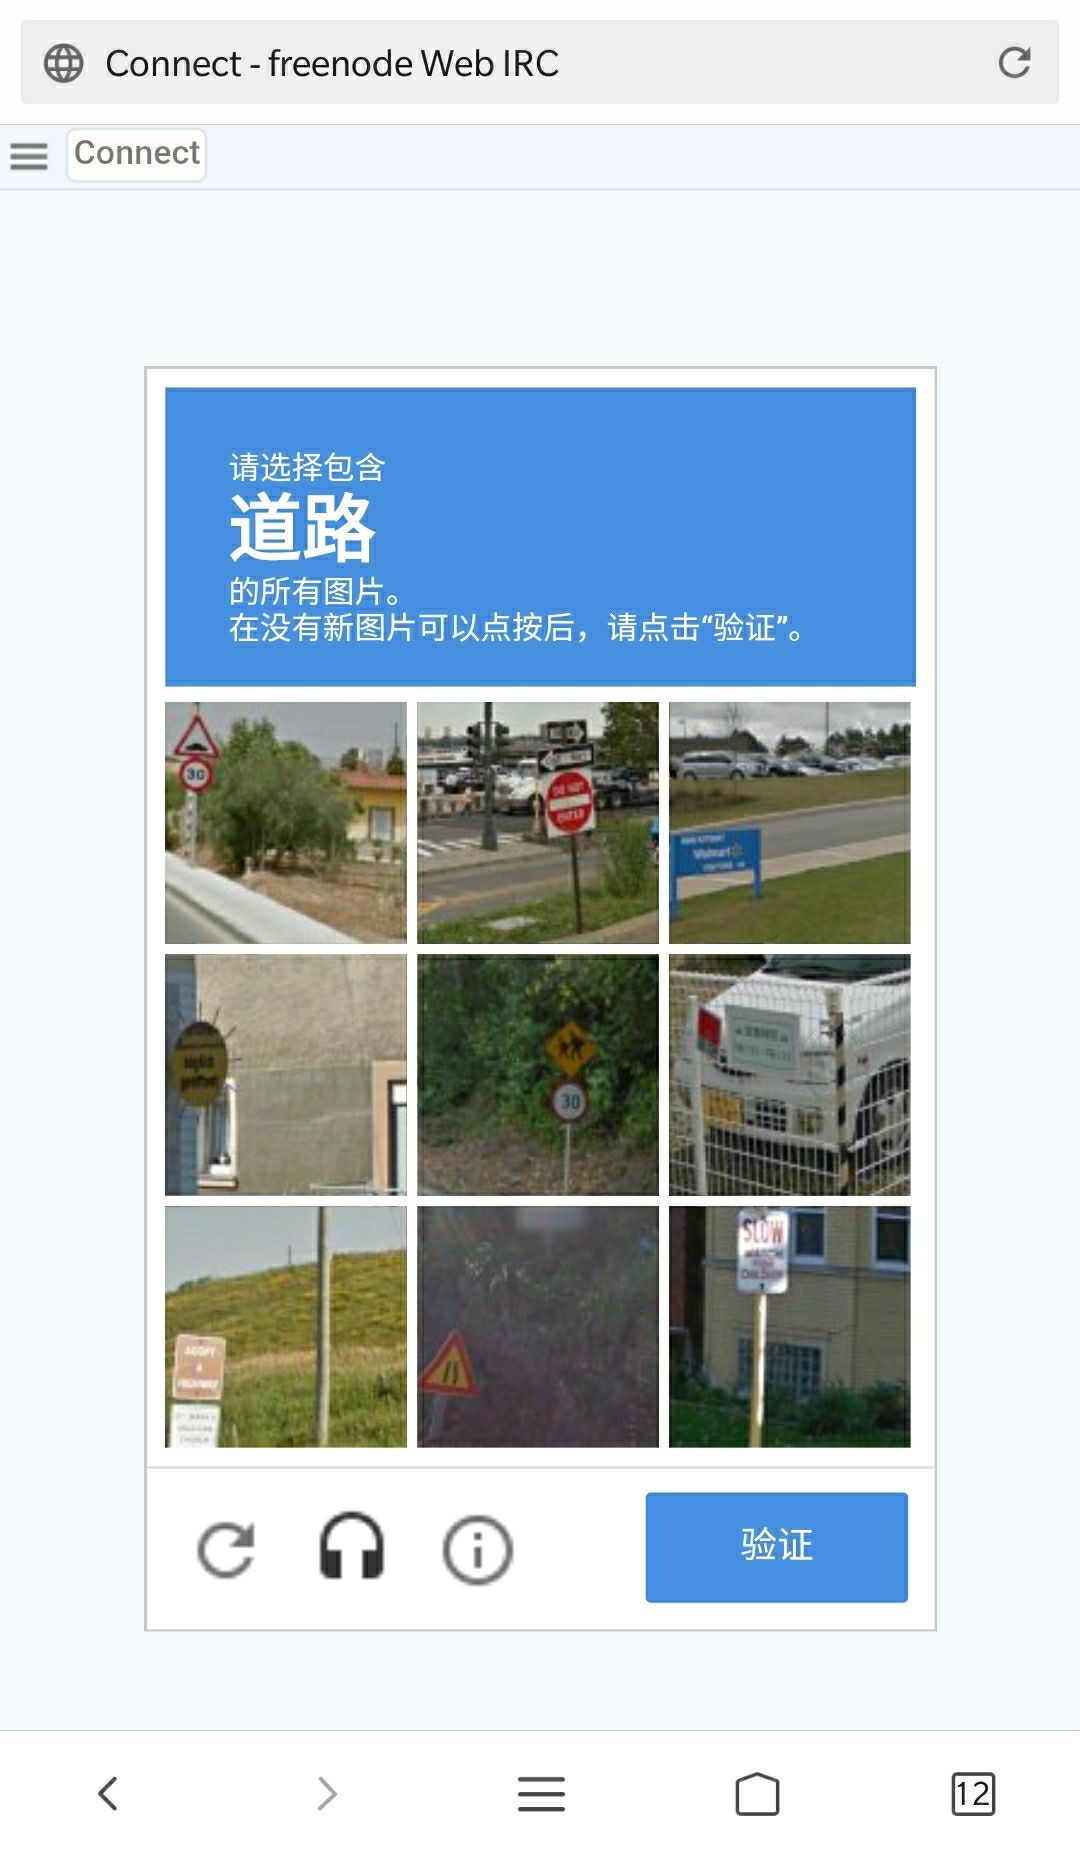 Connect - freenode Web IRC
Connect
请选择包含
道路
的所有图片。
在没有新图片可以点按后，请点击“验证”。
30
DO NOT
ENTER
Walmart
30
SLOW
WATCH
CHILDREN
验证
12